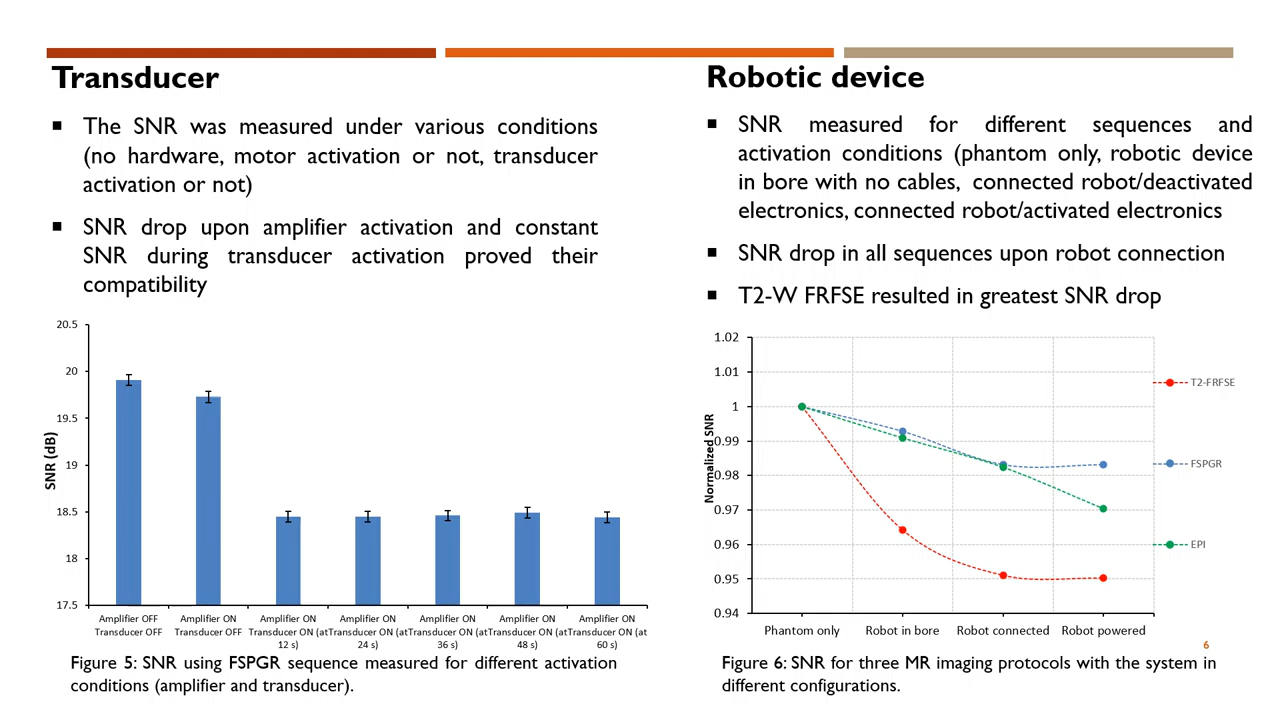 Transducer
▪ The SNR was measured under various conditions
(no hardware, motor activation or not, transducer
activation or not)
▪ SNR drop upon amplifier activation and constant
SNR during transducer activation proved their
compatibility
20.5
20
19.5
19
18.5
18
17.5
SNR (dB)
Amplifier OFF Amplifier ON Amplifier ON Amplifier ON Amplifier ON Amplifier ON Amplifier ON
Transducer OFF Transducer OFF Transducer ON (at Transducer ON (at Transducer ON (at Transducer ON (at Transducer ON (at
12 s) 24 s) 36 s) 48 s) 60 s)
Figure 5: SNR using FSPGR sequence measured for different activation
conditions (amplifier and transducer).
Robotic device
▪ SNR measured for different sequences and
activation conditions (phantom only, robotic device
in bore with no cables, connected robot/deactivated
electronics, connected robot/activated electronics
▪ SNR drop in all sequences upon robot connection
▪ T2-W FRFSE resulted in greatest SNR drop
1.02
1.01
1
0.99
0.98
0.97
0.96
0.95
0.94
Normalized SNR
Phantom only Robot in bore Robot connected Robot powered
T2-FRFSE
FSPGR
EPI
6
Figure 6: SNR for three MR imaging protocols with the system in
different configurations.